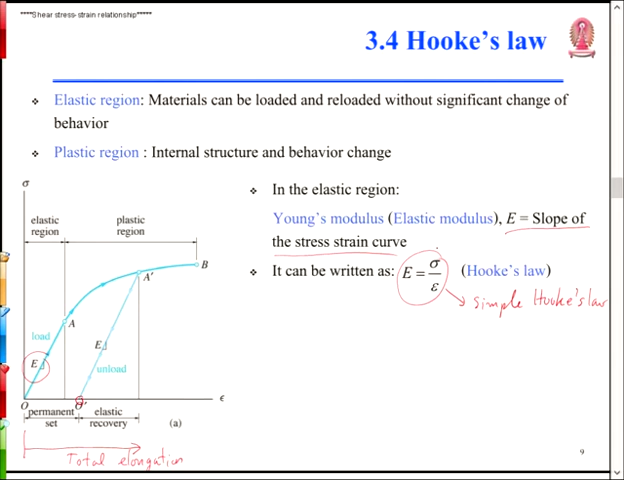 ****Shear stress-strain relationship*****
3.4 Hooke's law
❖ Elastic region: Materials can be loaded and reloaded without significant change of
behavior
❖ Plastic region : Internal structure and behavior change
❖ In the elastic region:
Young's modulus (Elastic modulus), E = Slope of
the stress strain curve
❖ It can be written as: E = σ/ε (Hooke's law)
simple Hooke's law
σ
elastic
region
plastic
region
B
A'
A
load
E
E
unload
O
O'
ϵ
permanent
set
elastic
recovery
(a)
Total elongation
9